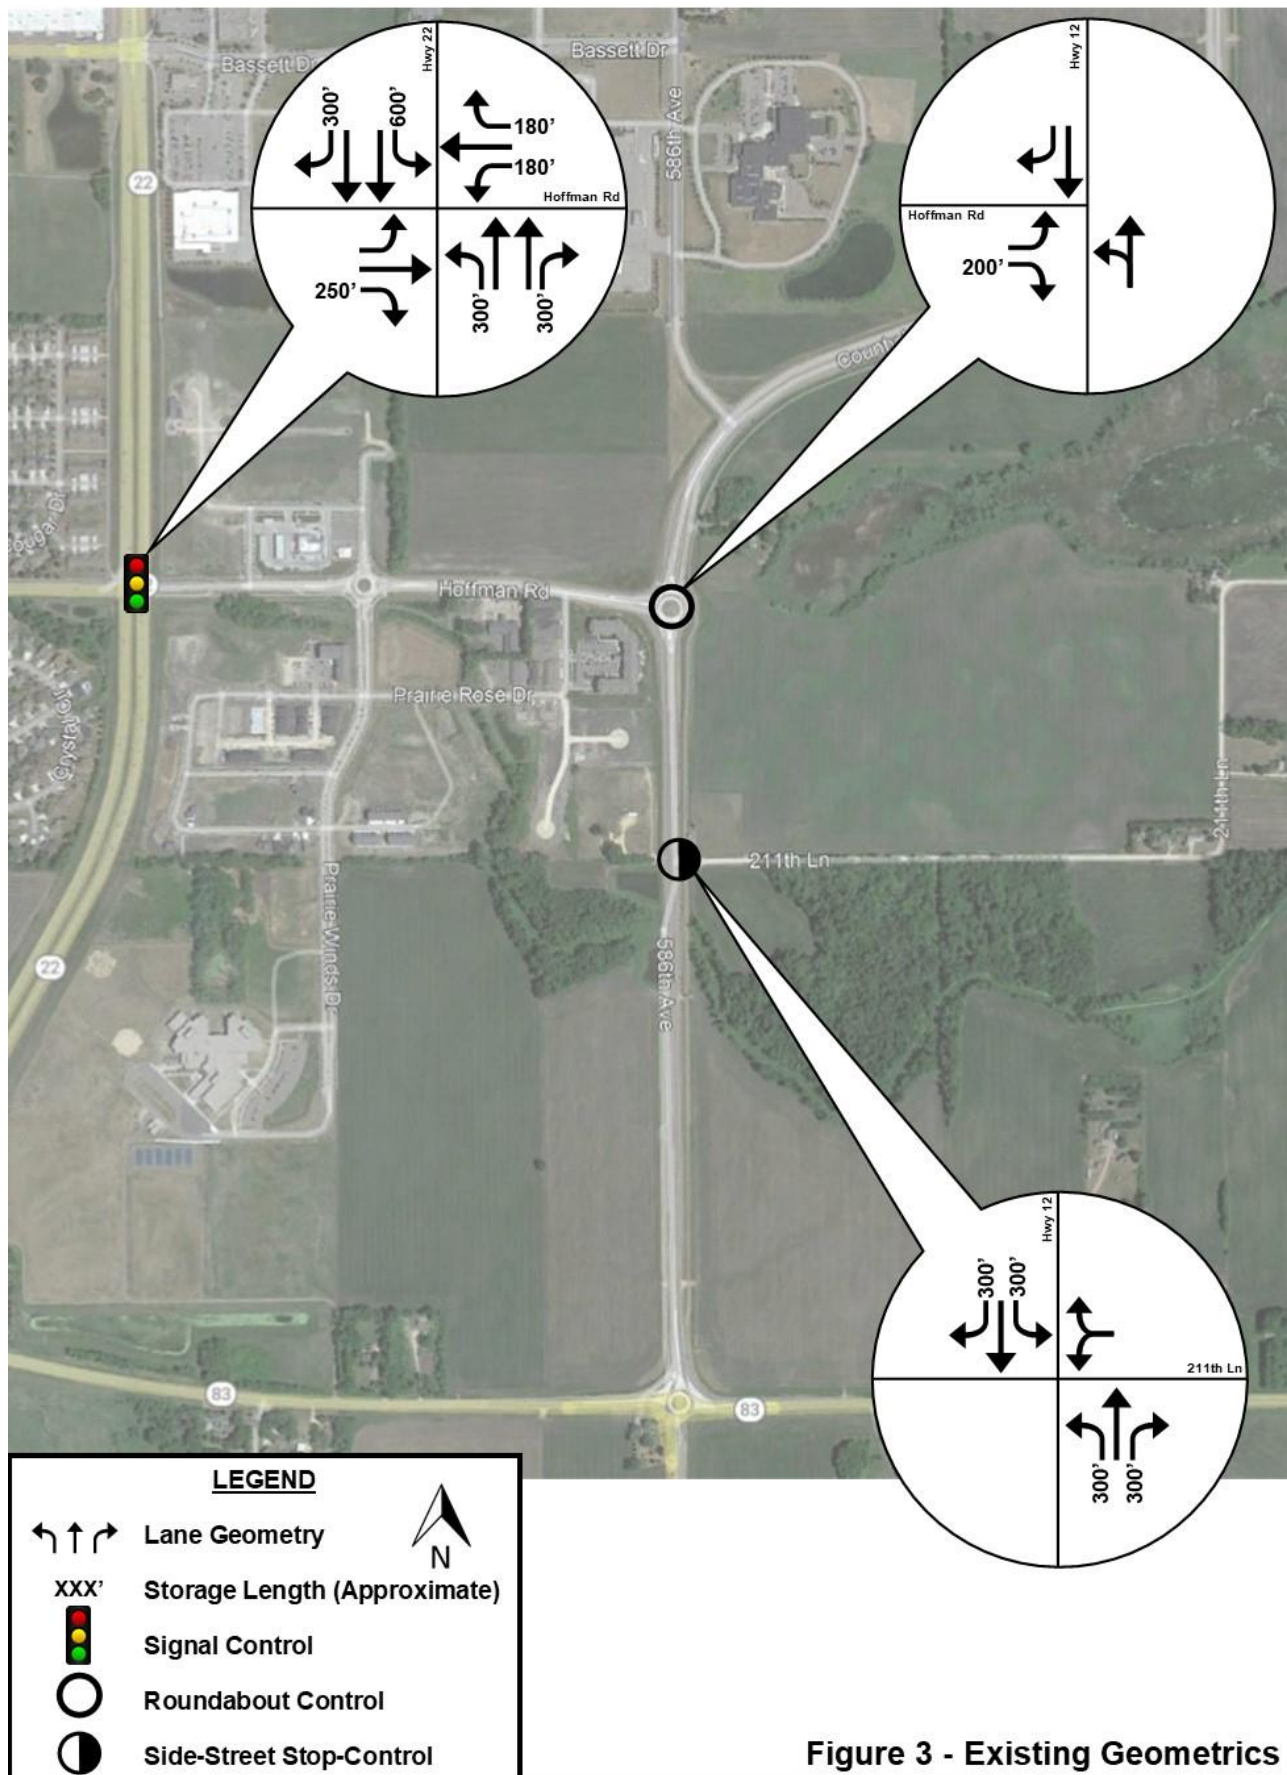 Bassett Dr
Bassett Dr
Hwy 22
300'
600'
180'
180'
Hoffman Rd
250'
300'
300'
586th Ave
Hwy 12
Hoffman Rd
200'
22
Hoffman Rd
Prairie Rose Dr
Crystal Cir
211th Ln
211th Ln
Prairie Winds Dr
586th Ave
22
Hwy 12
300'
300'
211th Ln
300'
300'
83
83
LEGEND
Lane Geometry
N
XXX' Storage Length (Approximate)
Signal Control
Roundabout Control
Side-Street Stop-Control
Figure 3 - Existing Geometrics